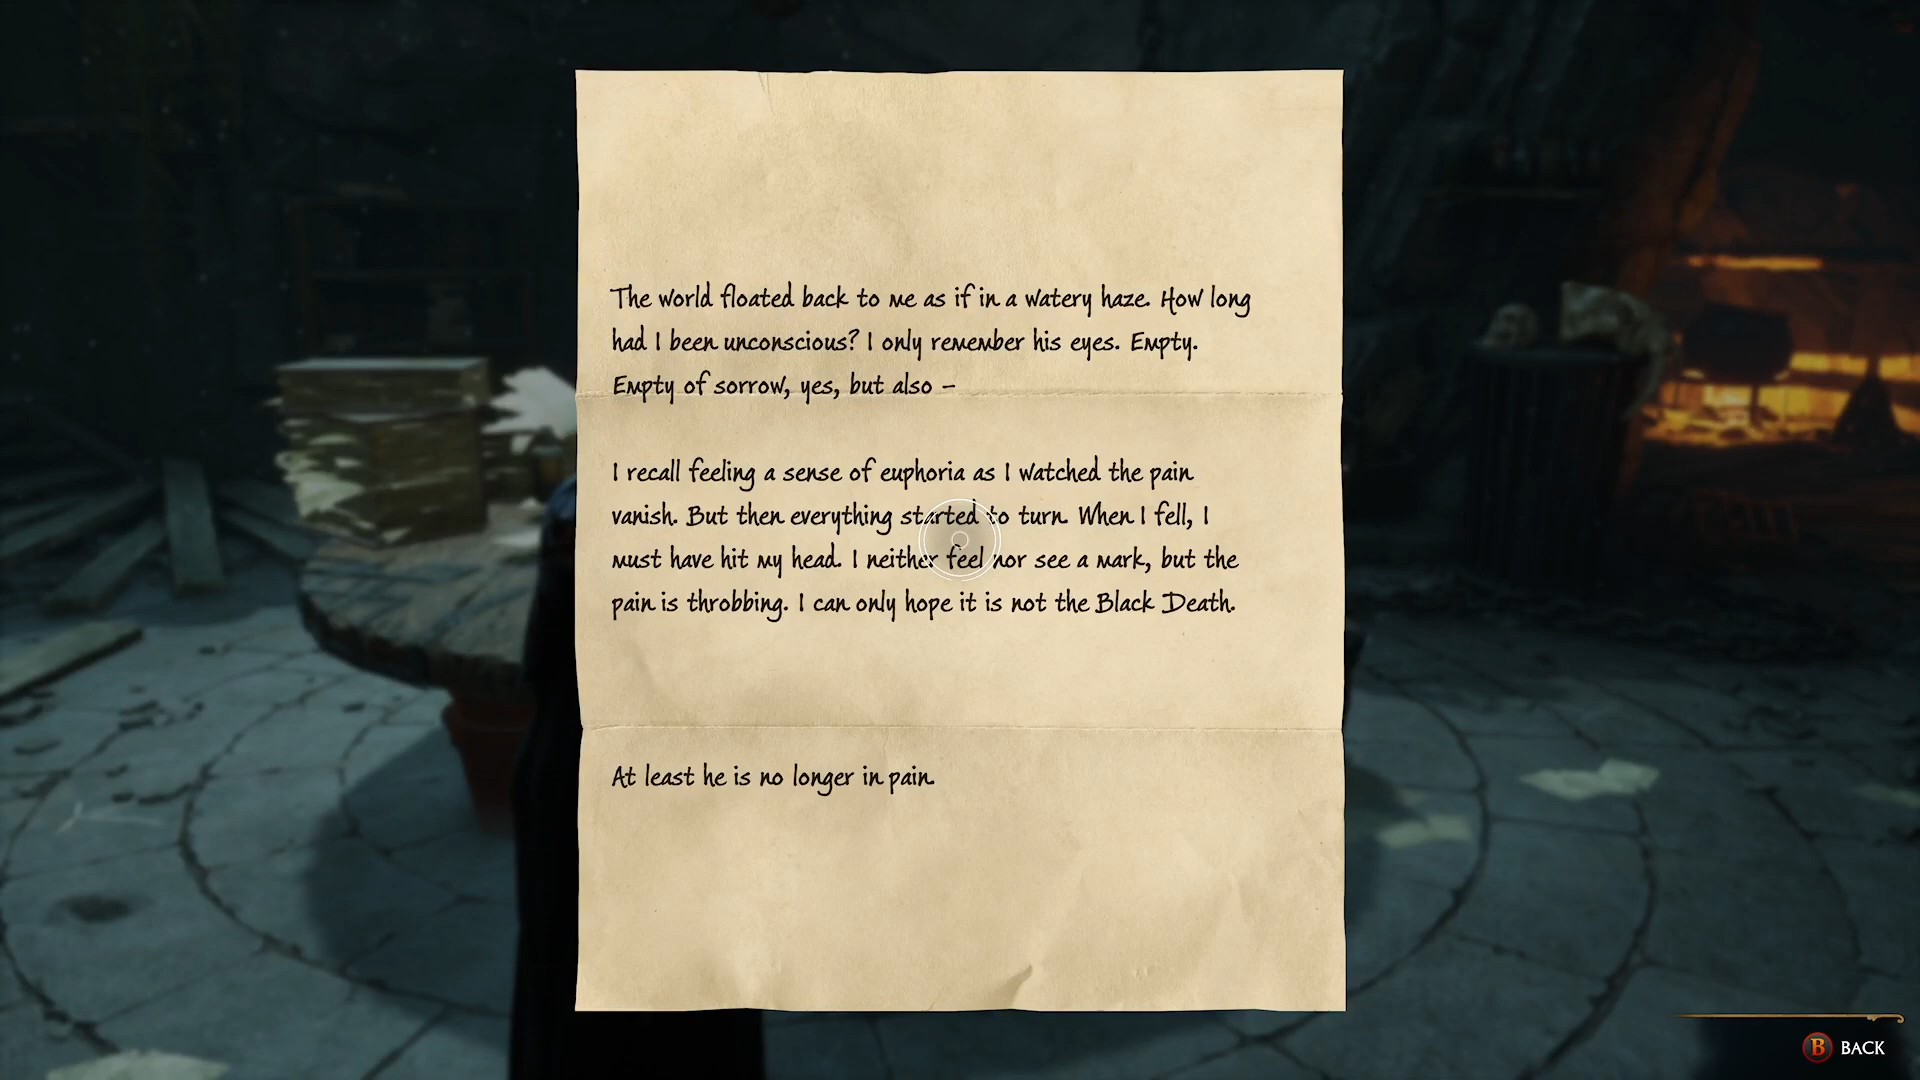 The world floated back to me as if in a watery haze. How long
had I been unconscious? I only remember his eyes. Empty.
Empty of sorrow, yes, but also –
I recall feeling a sense of euphoria as I watched the pain
vanish. But then everything started to turn. When I fell, I
must have hit my head. I neither feel nor see a mark, but the
pain is throbbing. I can only hope it is not the Black Death.
At least he is no longer in pain.
B BACK